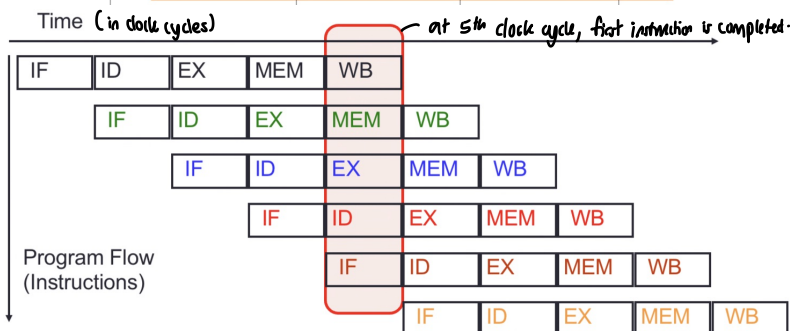 Time (in clock cycles)
at 5th clock cycle, first instruction is completed.
IF ID EX MEM WB
IF ID EX MEM WB
IF ID EX MEM WB
IF ID EX MEM WB
Program Flow
(Instructions)
IF ID EX MEM WB
IF ID EX MEM WB